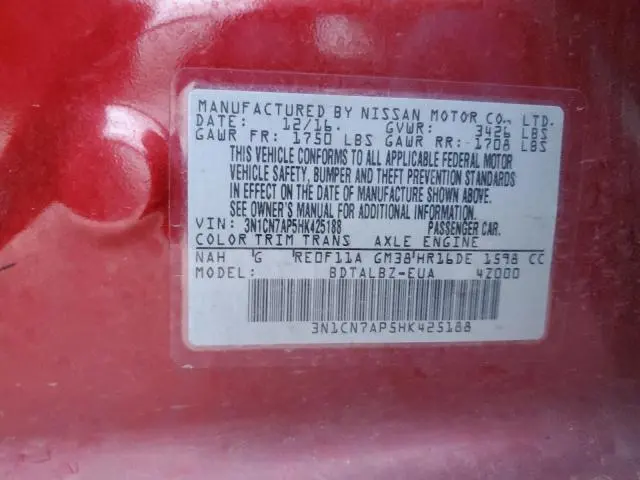 MANUFACTURED BY NISSAN MOTOR CO., LTD.
DATE: 12/16. GVWR: 3426 LBS
GAWR FR: 1750 LBS GAWR RR: 1708 LBS
THIS VEHICLE CONFORMS TO ALL APPLICABLE FEDERAL MOTOR
VEHICLE SAFETY, BUMPER AND THEFT PREVENTION STANDARDS
IN EFFECT ON THE DATE OF MANUFACTURE SHOWN ABOVE.
SEE OWNER'S MANUAL FOR ADDITIONAL INFORMATION.
VIN: 3N1CN7AP5HK425188 PASSENGER CAR.
COLOR TRIM TRANS AXLE ENGINE
NAH G RE0F11A GM38 HR16DE 1598 CC
MODEL: BDTALBZ-EUA 4Z000
3N1CN7AP5HK425188